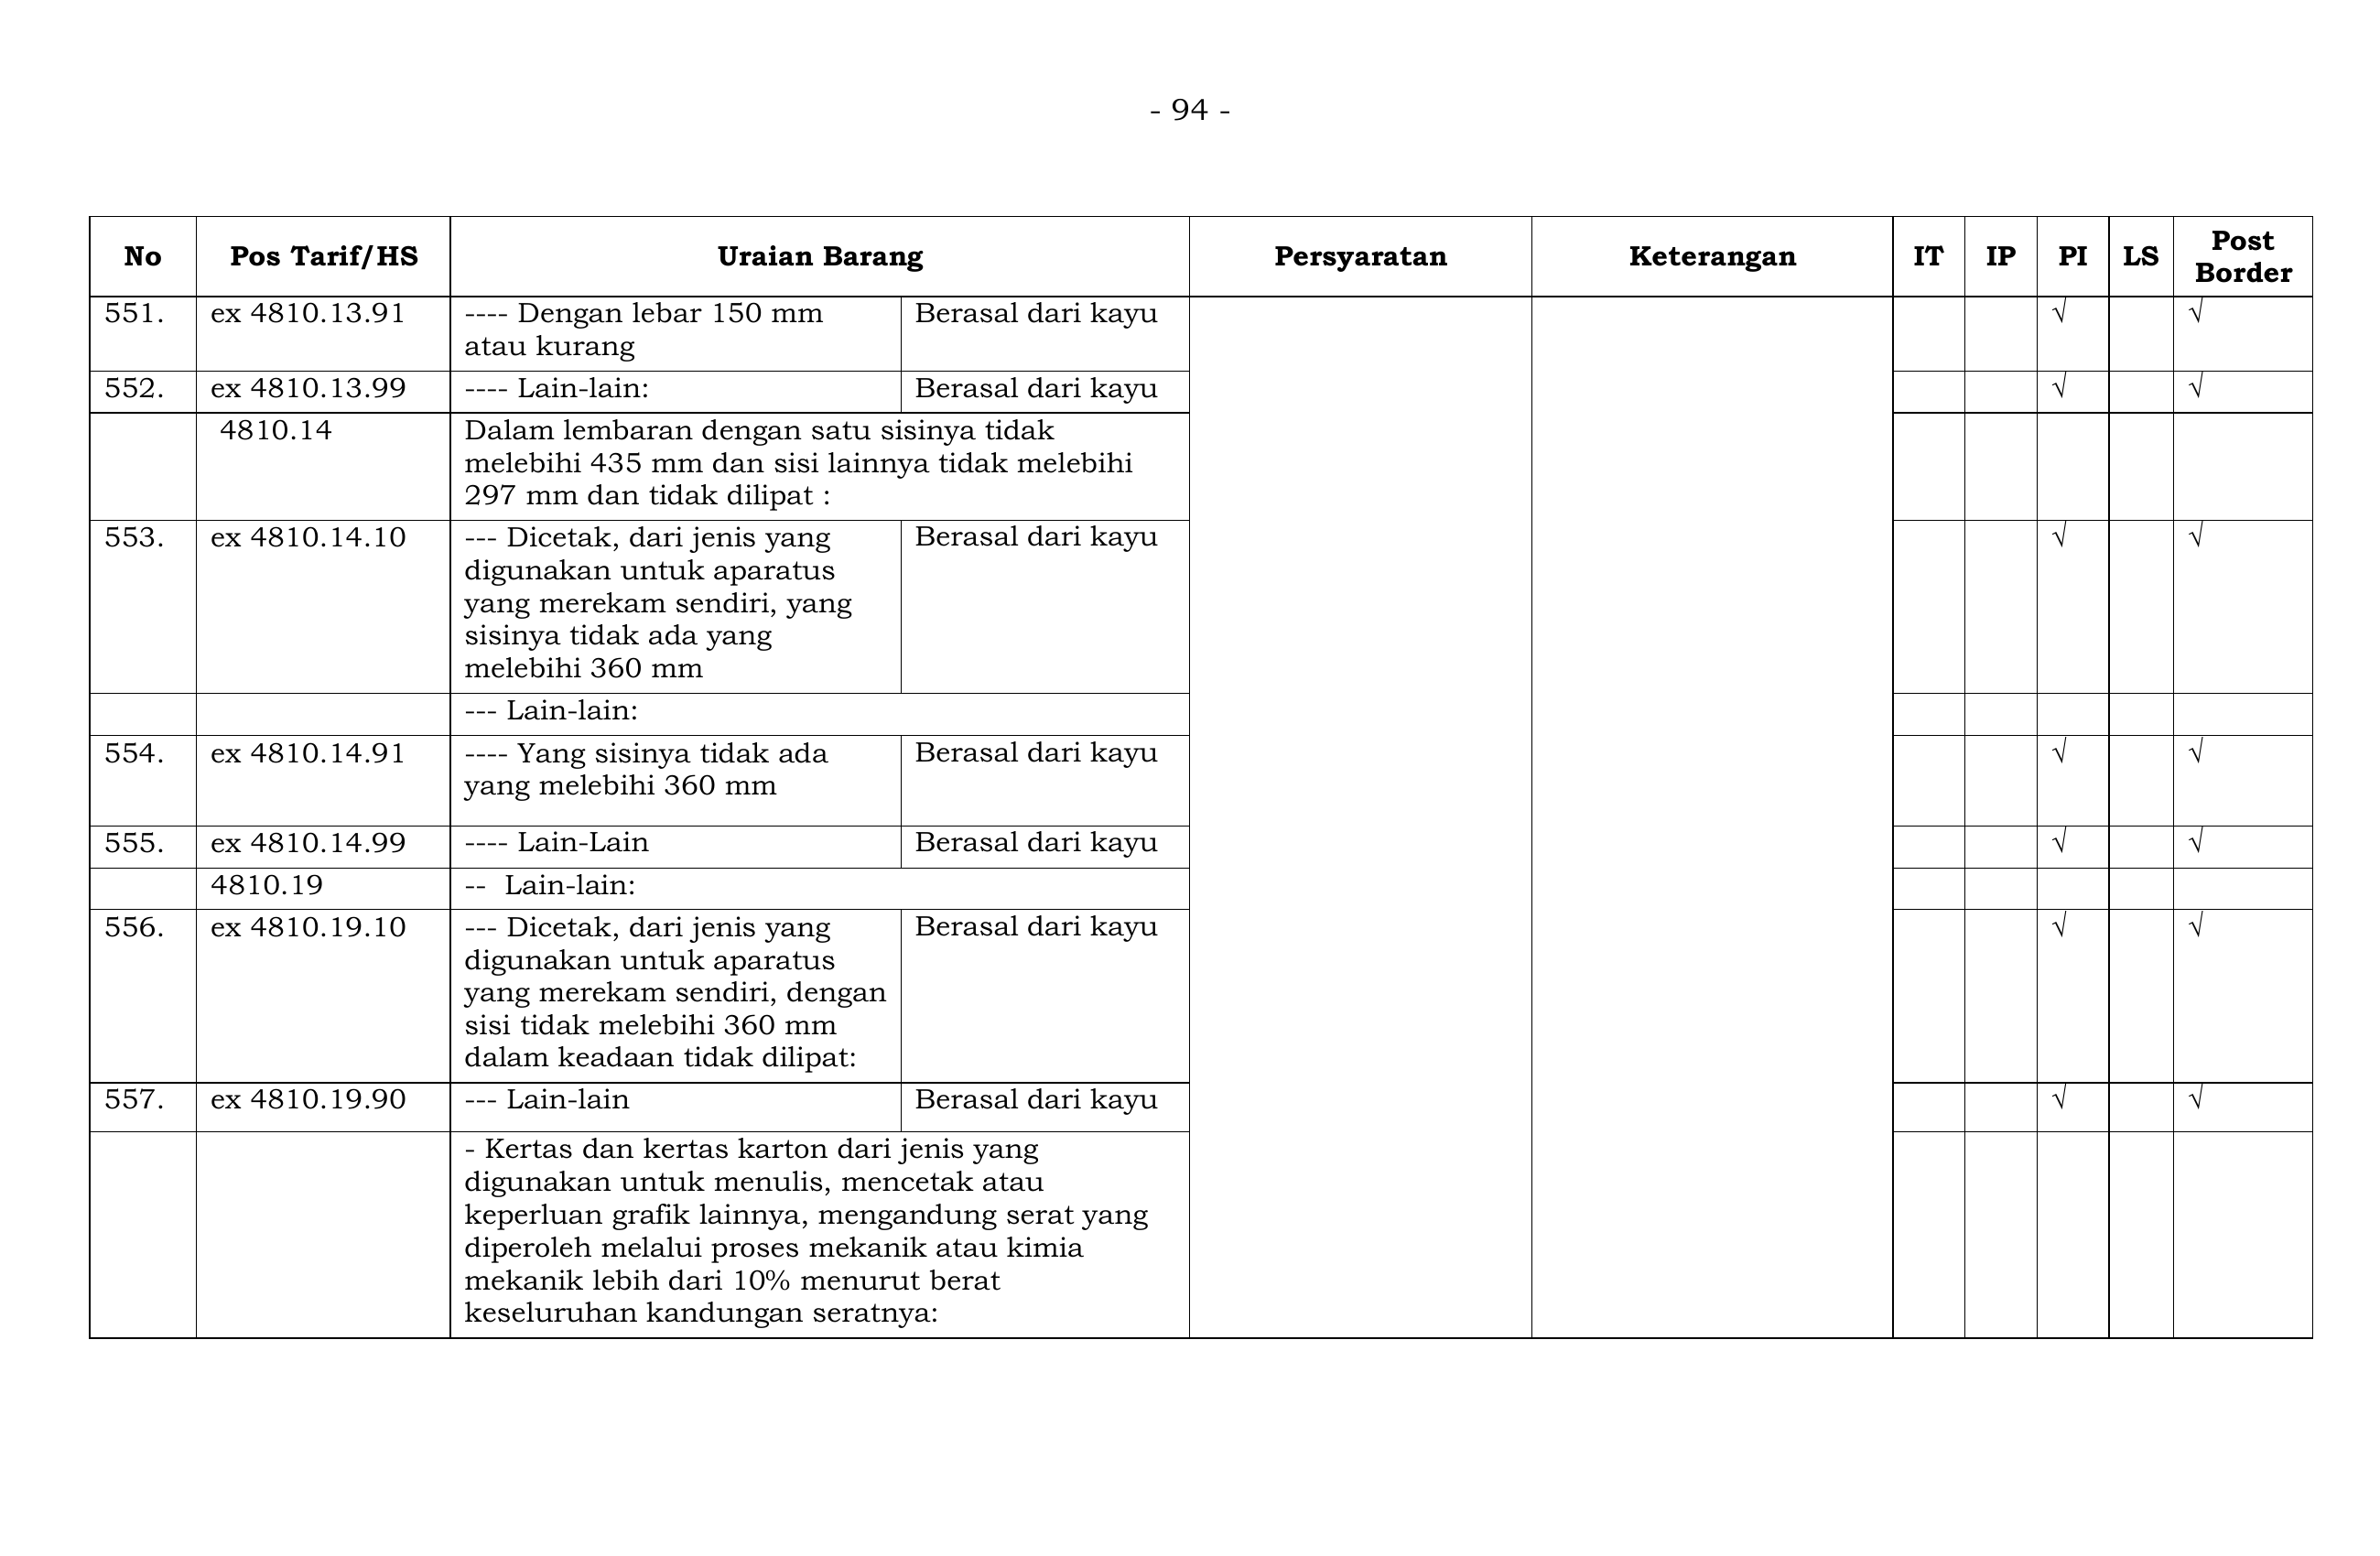 - 94 -
No Pos Tarif/HS Uraian Barang Persyaratan Keterangan IT IP PI LS Post Border
551. ex 4810.13.91 ---- Dengan lebar 150 mm Berasal dari kayu √ √
atau kurang
552. ex 4810.13.99 ---- Lain-lain: Berasal dari kayu √ √
4810.14 Dalam lembaran dengan satu sisinya tidak
melebihi 435 mm dan sisi lainnya tidak melebihi
297 mm dan tidak dilipat :
553. ex 4810.14.10 --- Dicetak, dari jenis yang Berasal dari kayu √ √
digunakan untuk aparatus
yang merekam sendiri, yang
sisinya tidak ada yang
melebihi 360 mm
--- Lain-lain:
554. ex 4810.14.91 ---- Yang sisinya tidak ada Berasal dari kayu √ √
yang melebihi 360 mm
555. ex 4810.14.99 ---- Lain-Lain Berasal dari kayu √ √
4810.19 -- Lain-lain:
556. ex 4810.19.10 --- Dicetak, dari jenis yang Berasal dari kayu √ √
digunakan untuk aparatus
yang merekam sendiri, dengan
sisi tidak melebihi 360 mm
dalam keadaan tidak dilipat:
557. ex 4810.19.90 --- Lain-lain Berasal dari kayu √ √
- Kertas dan kertas karton dari jenis yang
digunakan untuk menulis, mencetak atau
keperluan grafik lainnya, mengandung serat yang
diperoleh melalui proses mekanik atau kimia
mekanik lebih dari 10% menurut berat
keseluruhan kandungan seratnya: